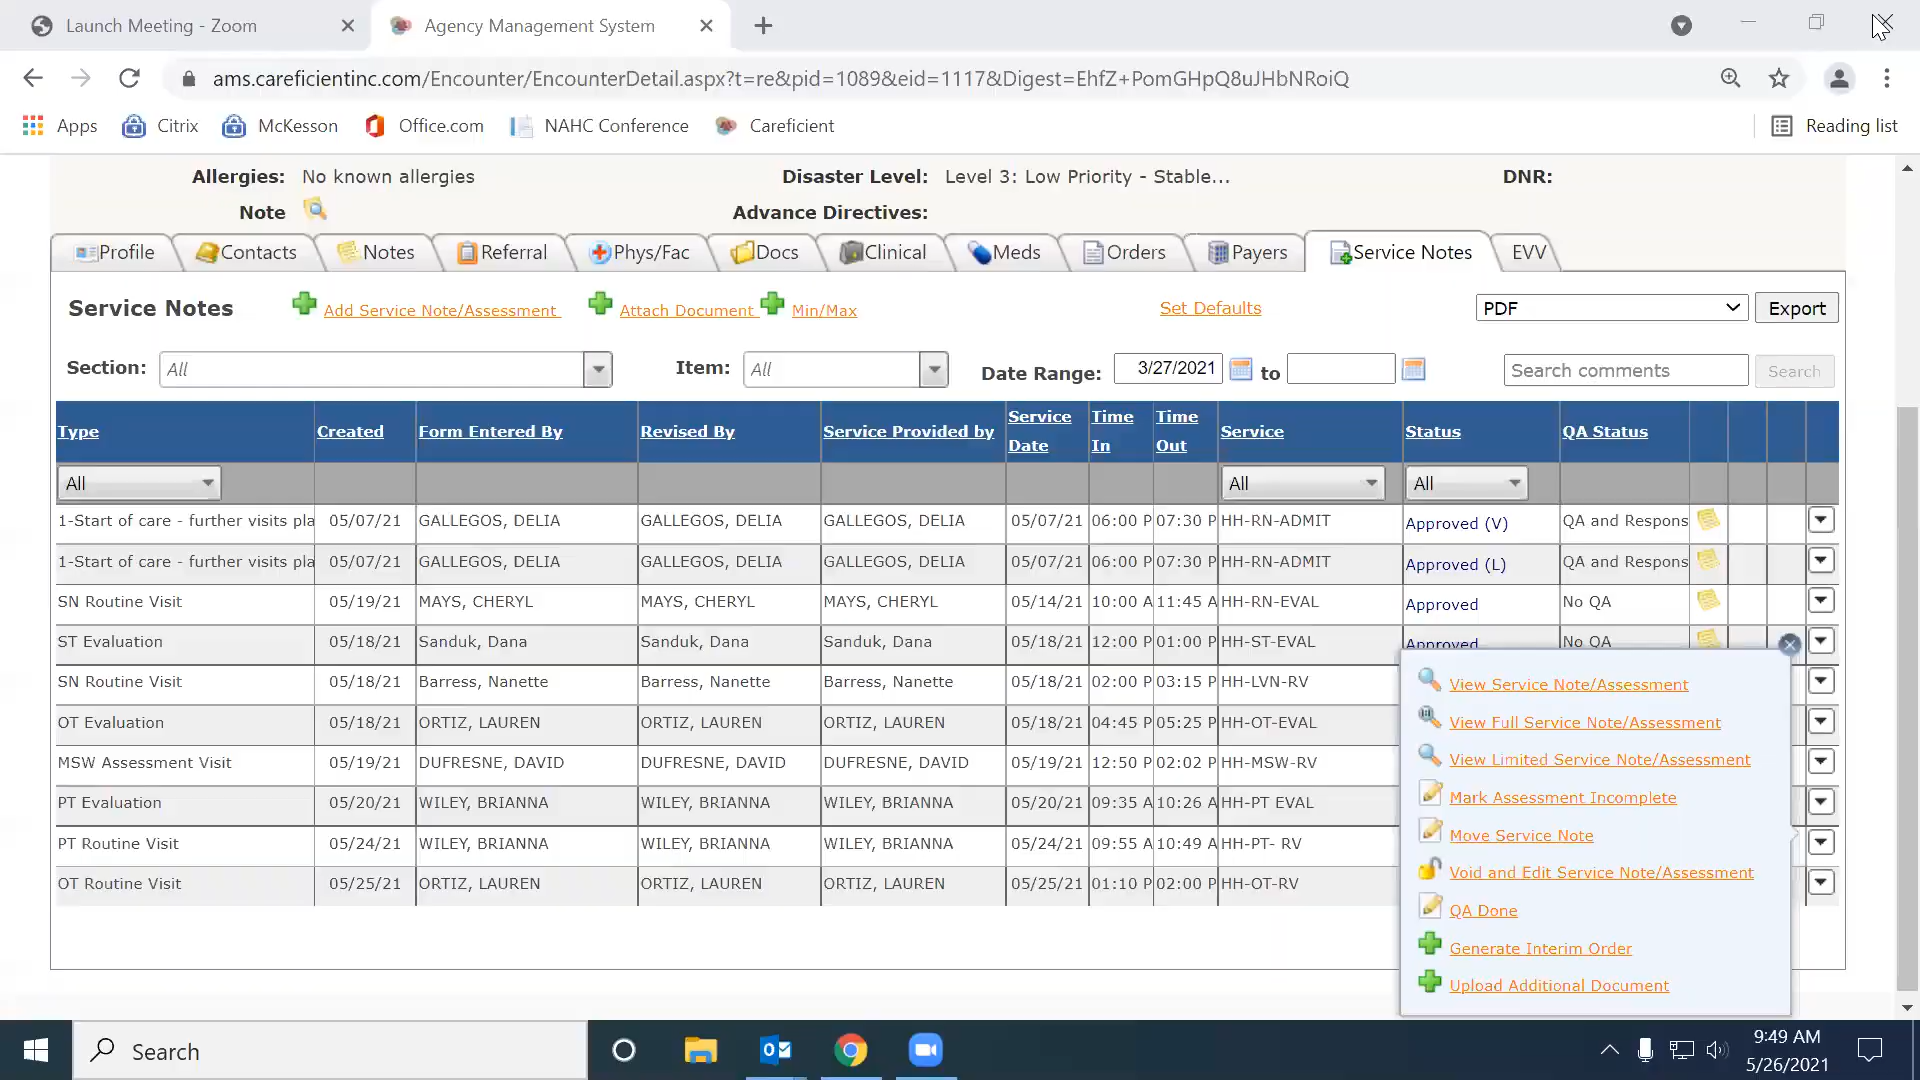 Launch Meeting - Zoom
Agency Management System
ams.careficientinc.com/Encounter/EncounterDetail.aspx?t=re&pid=1089&eid=1117&Digest=EhfZ+PomGHpQ8uJHbNRoiQ
Apps Citrix McKesson Office.com NAHC Conference Careficient Reading list
Allergies: No known allergies Disaster Level: Level 3: Low Priority - Stable... DNR:
Note Advance Directives:
Profile Contacts Notes Referral Phys/Fac Docs Clinical Meds Orders Payers Service Notes EVV
Service Notes Add Service Note/Assessment Attach Document Min/Max Set Defaults PDF Export
Section: All Item: All Date Range: 3/27/2021 to Search comments Search
Type Created Form Entered By Revised By Service Provided by Service Date Time In Time Out Service Status QA Status
All All All
1-Start of care - further visits pla 05/07/21 GALLEGOS, DELIA GALLEGOS, DELIA GALLEGOS, DELIA 05/07/21 06:00 P 07:30 P HH-RN-ADMIT Approved (V) QA and Respons
1-Start of care - further visits pla 05/07/21 GALLEGOS, DELIA GALLEGOS, DELIA GALLEGOS, DELIA 05/07/21 06:00 P 07:30 P HH-RN-ADMIT Approved (L) QA and Respons
SN Routine Visit 05/19/21 MAYS, CHERYL MAYS, CHERYL MAYS, CHERYL 05/14/21 10:00 A 11:45 A HH-RN-EVAL Approved No QA
ST Evaluation 05/18/21 Sanduk, Dana Sanduk, Dana Sanduk, Dana 05/18/21 12:00 P 01:00 P HH-ST-EVAL Approved No QA
SN Routine Visit 05/18/21 Barress, Nanette Barress, Nanette Barress, Nanette 05/18/21 02:00 P 03:15 P HH-LVN-RV
OT Evaluation 05/18/21 ORTIZ, LAUREN ORTIZ, LAUREN ORTIZ, LAUREN 05/18/21 04:45 P 05:25 P HH-OT-EVAL
MSW Assessment Visit 05/19/21 DUFRESNE, DAVID DUFRESNE, DAVID DUFRESNE, DAVID 05/19/21 12:50 P 02:02 P HH-MSW-RV
PT Evaluation 05/20/21 WILEY, BRIANNA WILEY, BRIANNA WILEY, BRIANNA 05/20/21 09:35 A 10:26 A HH-PT EVAL
PT Routine Visit 05/24/21 WILEY, BRIANNA WILEY, BRIANNA WILEY, BRIANNA 05/24/21 09:55 A 10:49 A HH-PT- RV
OT Routine Visit 05/25/21 ORTIZ, LAUREN ORTIZ, LAUREN ORTIZ, LAUREN 05/25/21 01:10 P 02:00 P HH-OT-RV
View Service Note/Assessment
View Full Service Note/Assessment
View Limited Service Note/Assessment
Mark Assessment Incomplete
Move Service Note
Void and Edit Service Note/Assessment
QA Done
Generate Interim Order
Upload Additional Document
Search
9:49 AM
5/26/2021